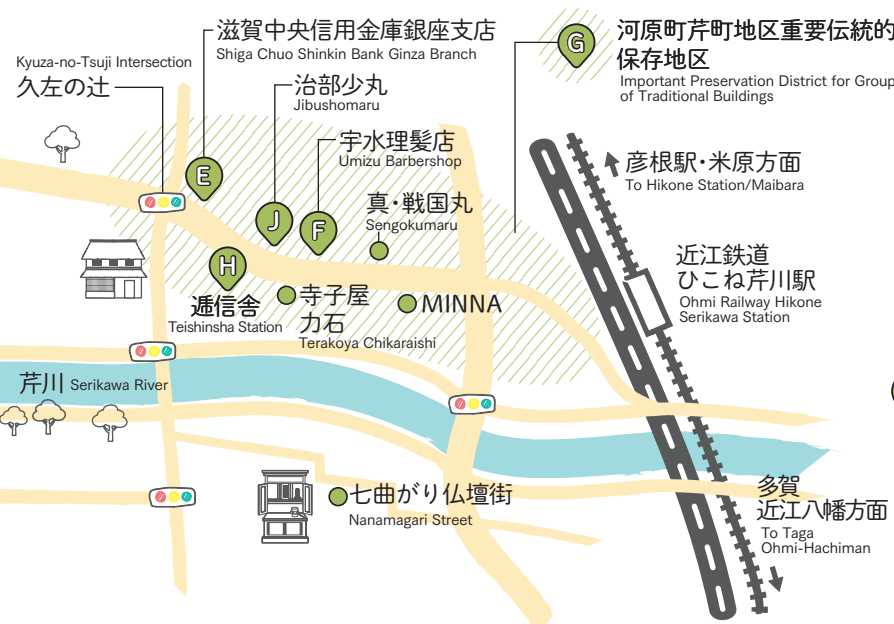 滋賀中央信用金庫銀座支店
Shiga Chuo Shinkin Bank Ginza Branch
河原町芹町地区重要伝統的
保存地区
Important Preservation District for Group
of Traditional Buildings
G
Kyuza-no-Tsuji Intersection
久左の辻
治部少丸
Jibushomaru
宇水理髪店
Umizu Barbershop
彦根駅・米原方面
To Hikone Station/Maibara
E
真・戦国丸
Sengokumaru
J
F
近江鉄道
ひこね芹川駅
Ohmi Railway Hikone
Serikawa Station
H
逓信舎
Teishinsha Station
寺子屋
力石
Terakoya Chikaraishi
MINNA
芹川 Serikawa River
七曲がり仏壇街
Nanamagari Street
多賀
近江八幡方面
To Taga
Ohmi-Hachiman